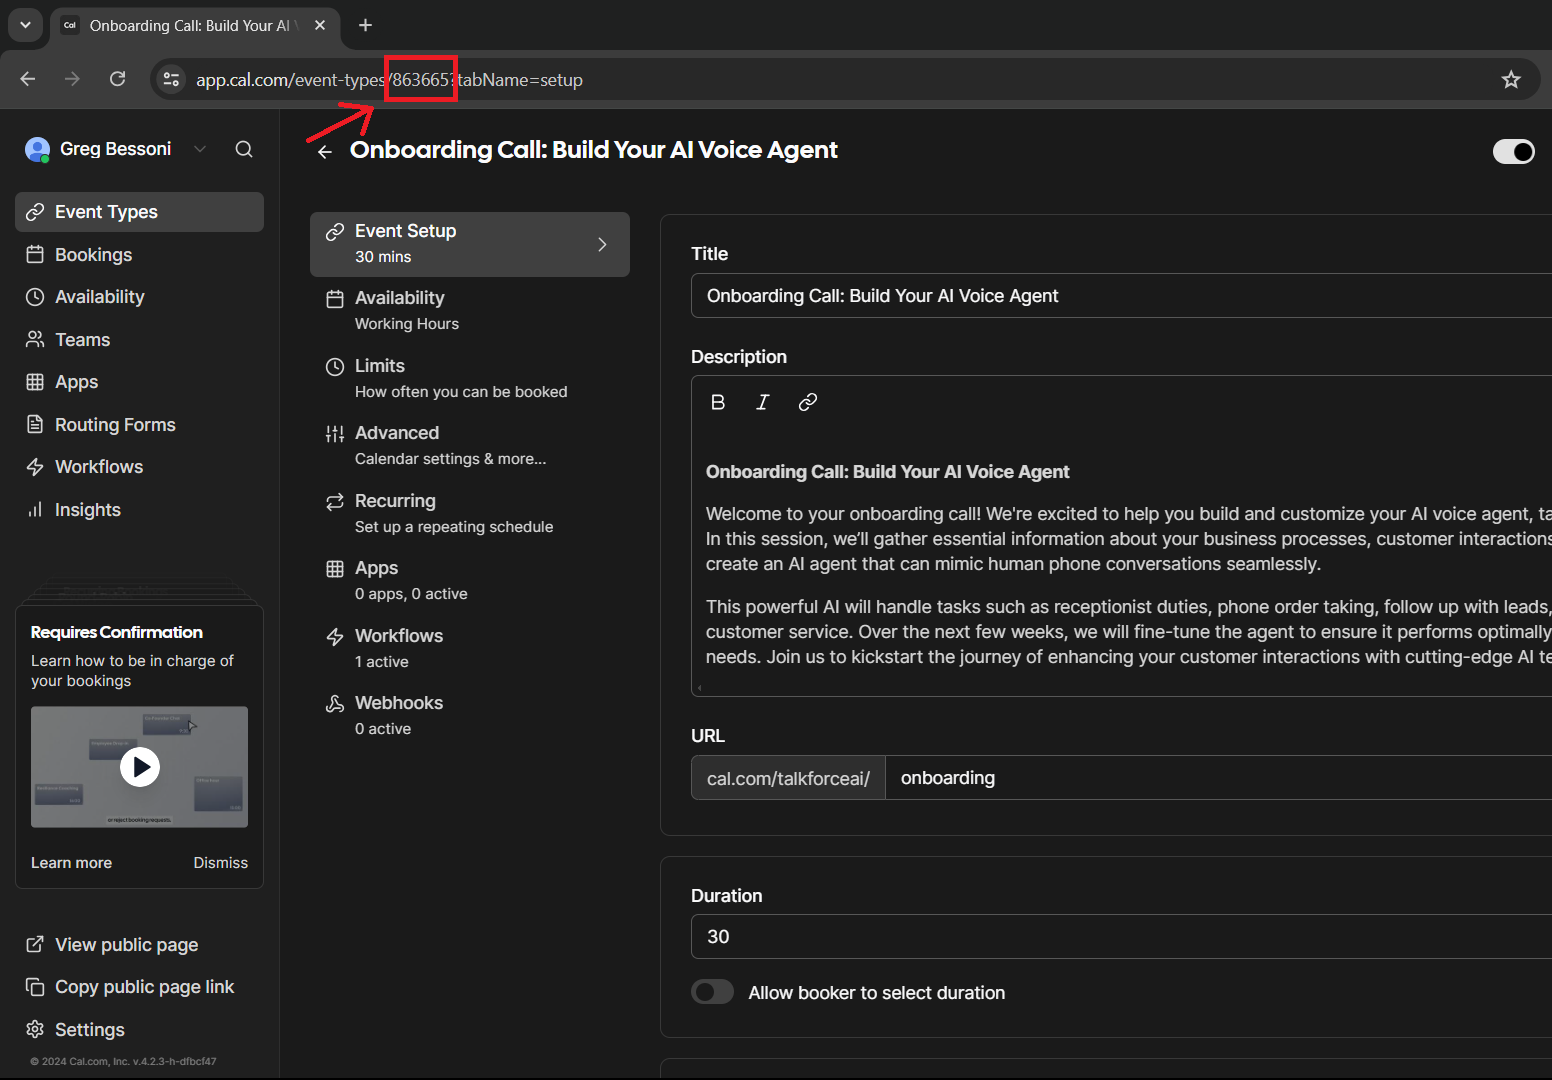 Cal
Onboarding Call: Build Your AI V
app.cal.com/event-types/863665?tabName=setup
Greg Bessoni
Event Types
Bookings
Availability
Teams
Apps
Routing Forms
Workflows
Insights
Requires Confirmation
Learn how to be in charge of
your bookings
or reject booking requests.
Learn more
Dismiss
View public page
Copy public page link
Settings
© 2024 Cal.com, Inc. v.4.2.3-h-dfbcf47
Onboarding Call: Build Your AI Voice Agent
Event Setup
30 mins
Availability
Working Hours
Limits
How often you can be booked
Advanced
Calendar settings & more...
Recurring
Set up a repeating schedule
Apps
0 apps, 0 active
Workflows
1 active
Webhooks
0 active
Title
Onboarding Call: Build Your AI Voice Agent
Description
B I
Onboarding Call: Build Your AI Voice Agent
Welcome to your onboarding call! We're excited to help you build and customize your AI voice agent, ta
In this session, we'll gather essential information about your business processes, customer interactions
create an AI agent that can mimic human phone conversations seamlessly.
This powerful AI will handle tasks such as receptionist duties, phone order taking, follow up with leads,
customer service. Over the next few weeks, we will fine-tune the agent to ensure it performs optimally
needs. Join us to kickstart the journey of enhancing your customer interactions with cutting-edge AI te
URL
cal.com/talkforceai/ onboarding
Duration
30
Allow booker to select duration